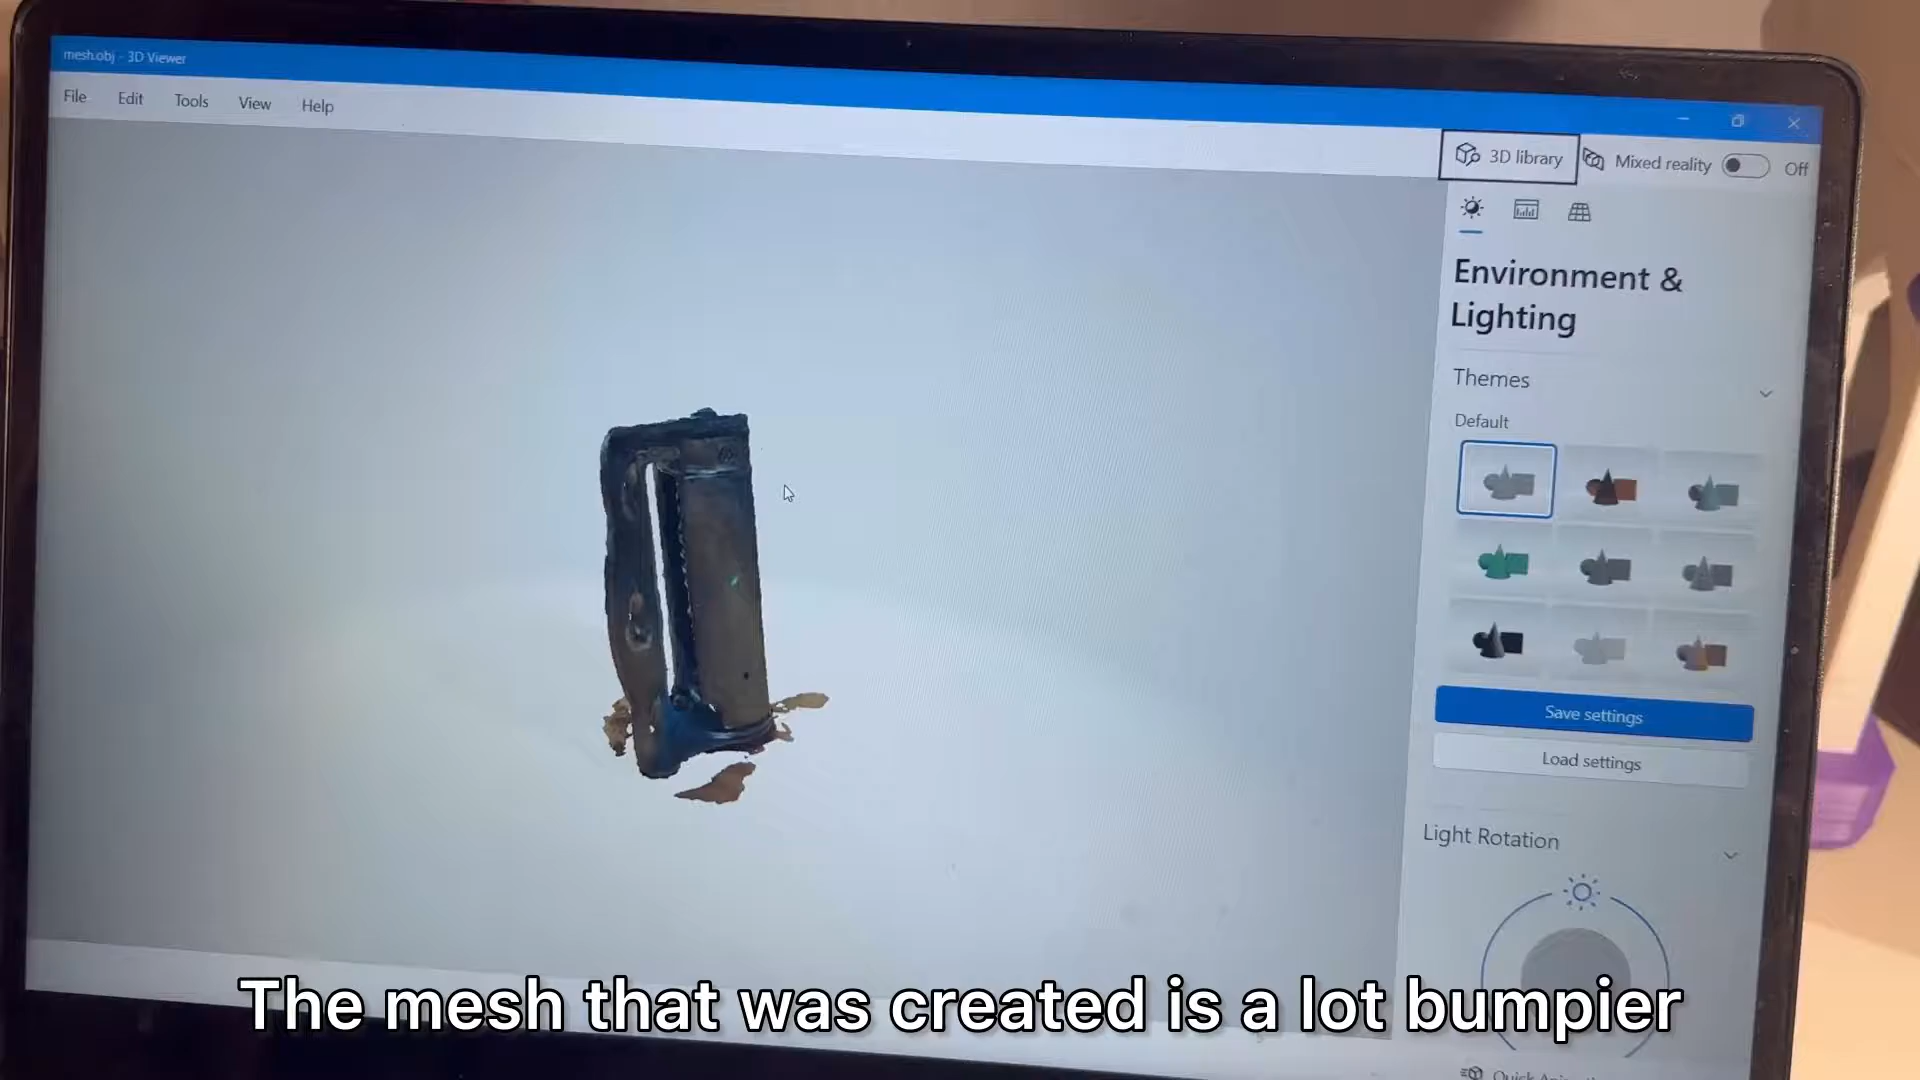 mesh.obj - 3D Viewer
File Edit Tools View Help
3D library Mixed reality Off
Environment &
Lighting
Themes
Default
Save settings
Load settings
Light Rotation
The mesh that was created is a lot bumpier